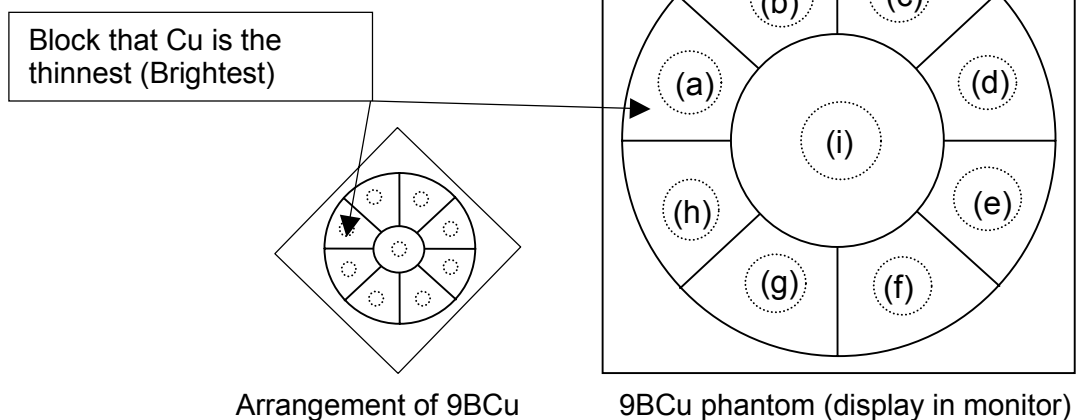 Block that Cu is the
thinnest (Brightest)
(b)
(c)
(a)
(d)
(i)
(h)
(e)
(g)
(f)
Arrangement of 9BCu
9BCu phantom (display in monitor)